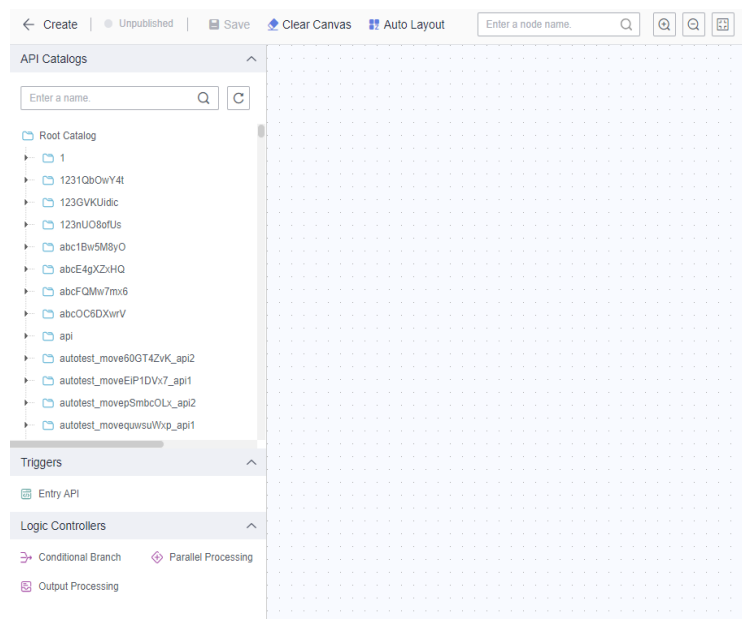 Create Unpublished Save Clear Canvas Auto Layout Enter a node name.
API Catalogs
Enter a name.
Root Catalog
1
1231QbOwY4t
123GVKUidic
123nUO8ofUs
abc1Bw5M8yO
abcE4gXZxHQ
abcFQMw7mx6
abcOC6DXwrV
api
autotest_move60GT4ZvK_api2
autotest_moveEiP1DVx7_api1
autotest_movepSmbcOLx_api2
autotest_movequwsuWxp_api1
Triggers
Entry API
Logic Controllers
Conditional Branch Parallel Processing
Output Processing